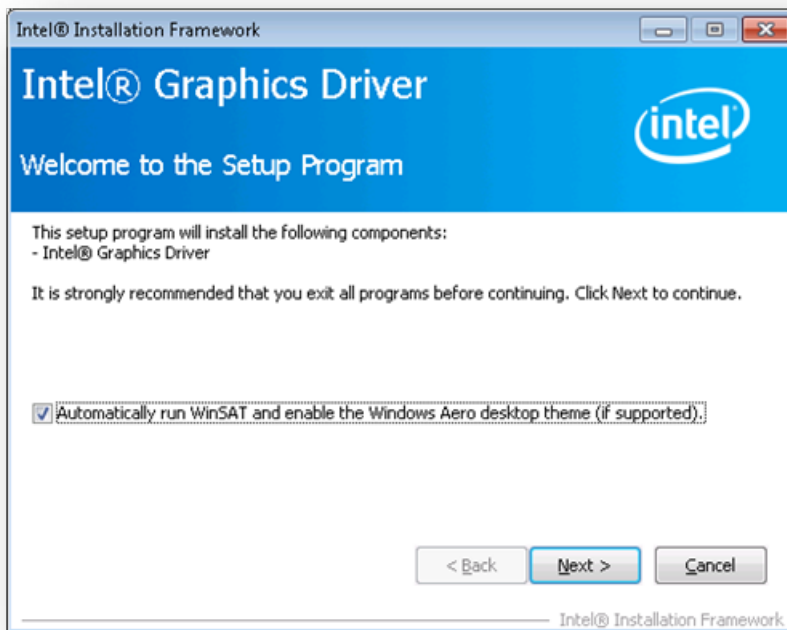 Intel® Installation Framework
Intel® Graphics Driver
intel
Welcome to the Setup Program
This setup program will install the following components:
- Intel® Graphics Driver
It is strongly recommended that you exit all programs before continuing. Click Next to continue.
Automatically run WinSAT and enable the Windows Aero desktop theme (if supported).
< Back
Next >
Cancel
Intel® Installation Framework